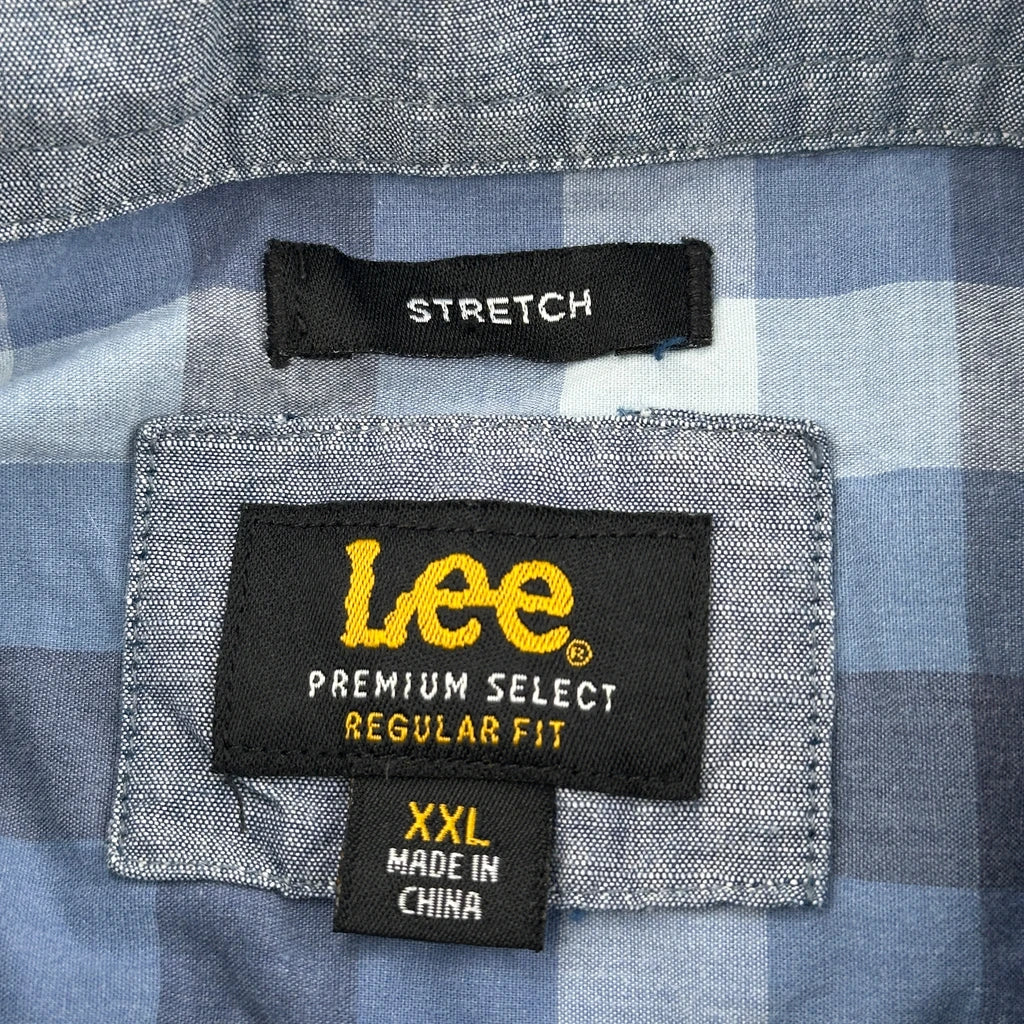 STRETCH
Lee®
PREMIUM SELECT
REGULAR FIT
XXL
MADE IN
CHINA